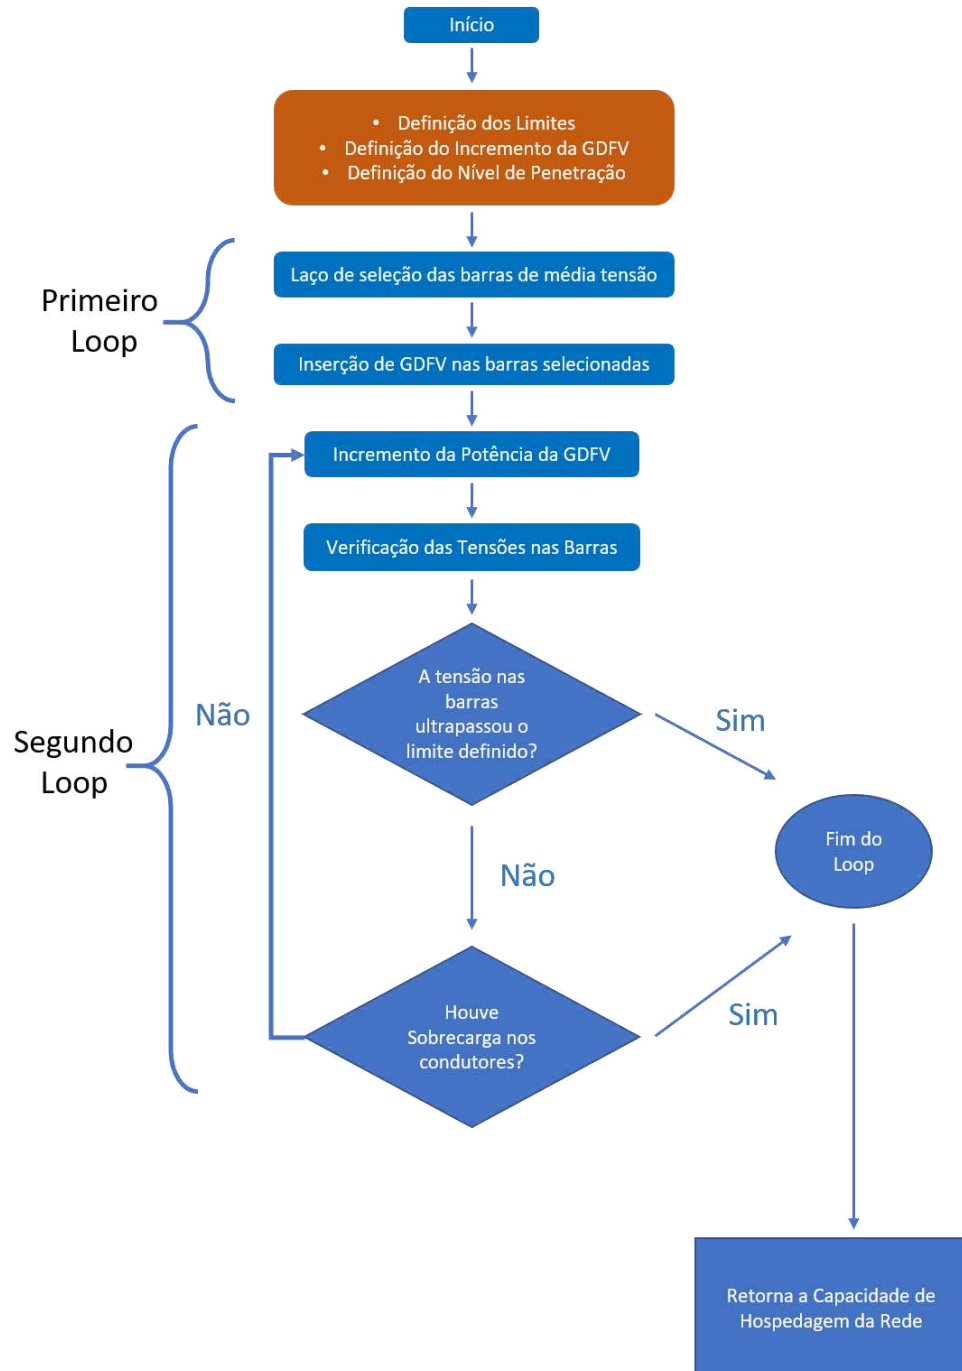 Início
• Definição dos Limites
• Definição do Incremento da GDFV
• Definição do Nível de Penetração
Primeiro
Loop
Laço de seleção das barras de média tensão
Inserção de GDFV nas barras selecionadas
Incremento da Potência da GDFV
Verificação das Tensões nas Barras
Segundo
Loop
Não
A tensão nas
barras
ultrapassou o
limite definido?
Sim
Não
Fim do
Loop
Houve
Sobrecarga nos
condutores?
Sim
Retorna a Capacidade de
Hospedagem da Rede